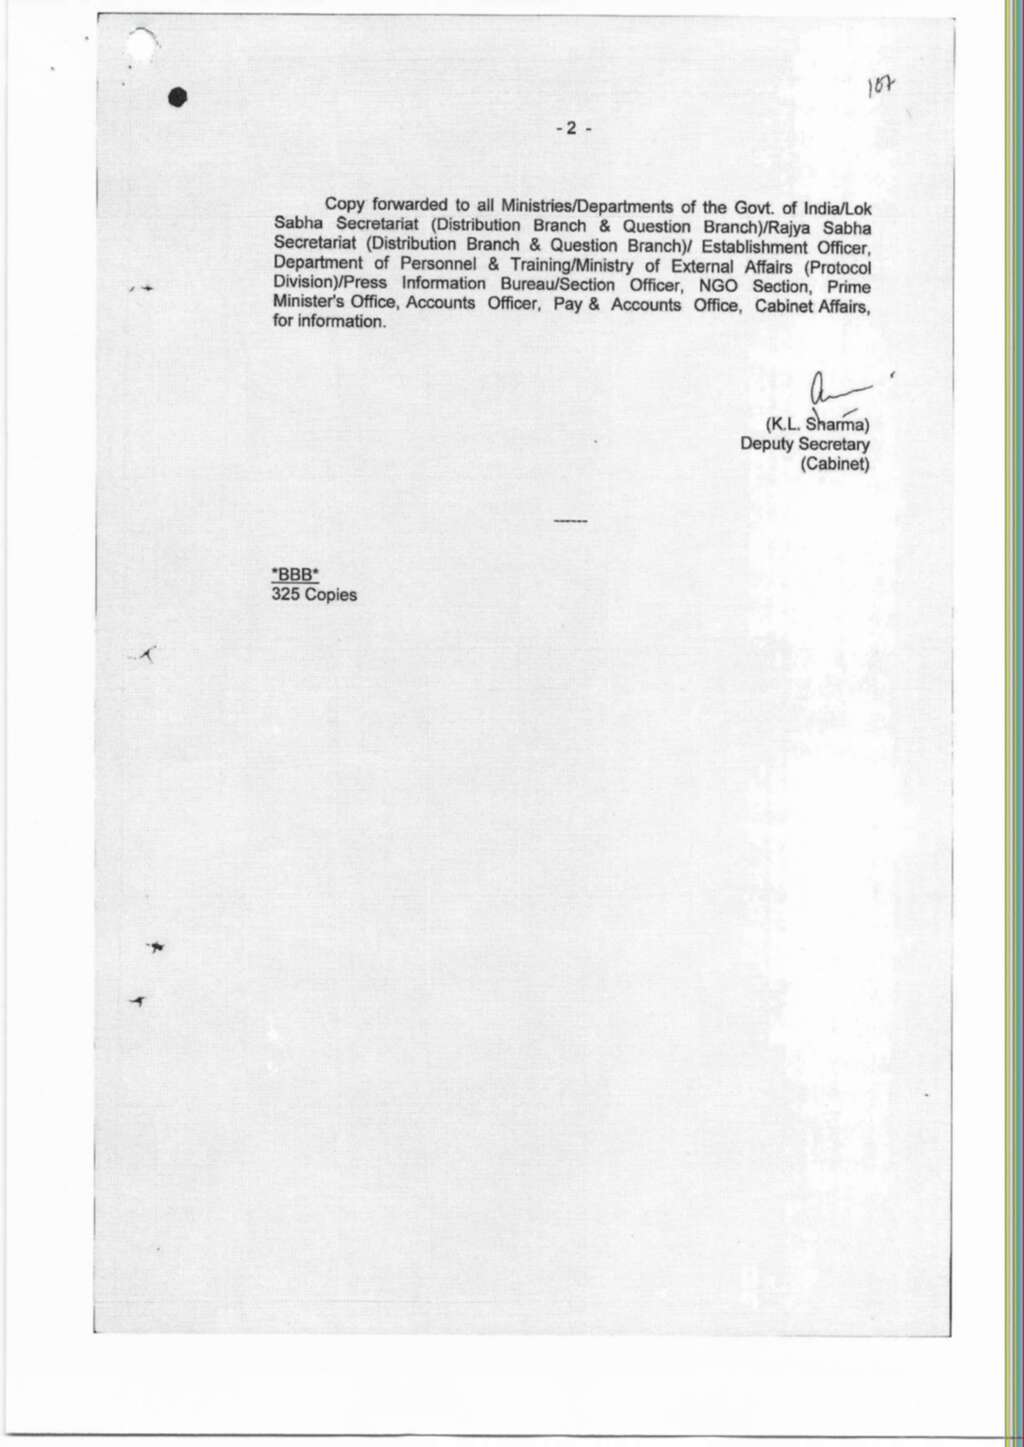 107
- 2 -
Copy forwarded to all Ministries/Departments of the Govt. of India/Lok
Sabha Secretariat (Distribution Branch & Question Branch)/Rajya Sabha
Secretariat (Distribution Branch & Question Branch)/ Establishment Officer,
Department of Personnel & Training/Ministry of External Affairs (Protocol
Division)/Press Information Bureau/Section Officer, NGO Section, Prime
Minister's Office, Accounts Officer, Pay & Accounts Office, Cabinet Affairs,
for information.
(K.L. Sharma)
Deputy Secretary
(Cabinet)
------
*BBB*
325 Copies